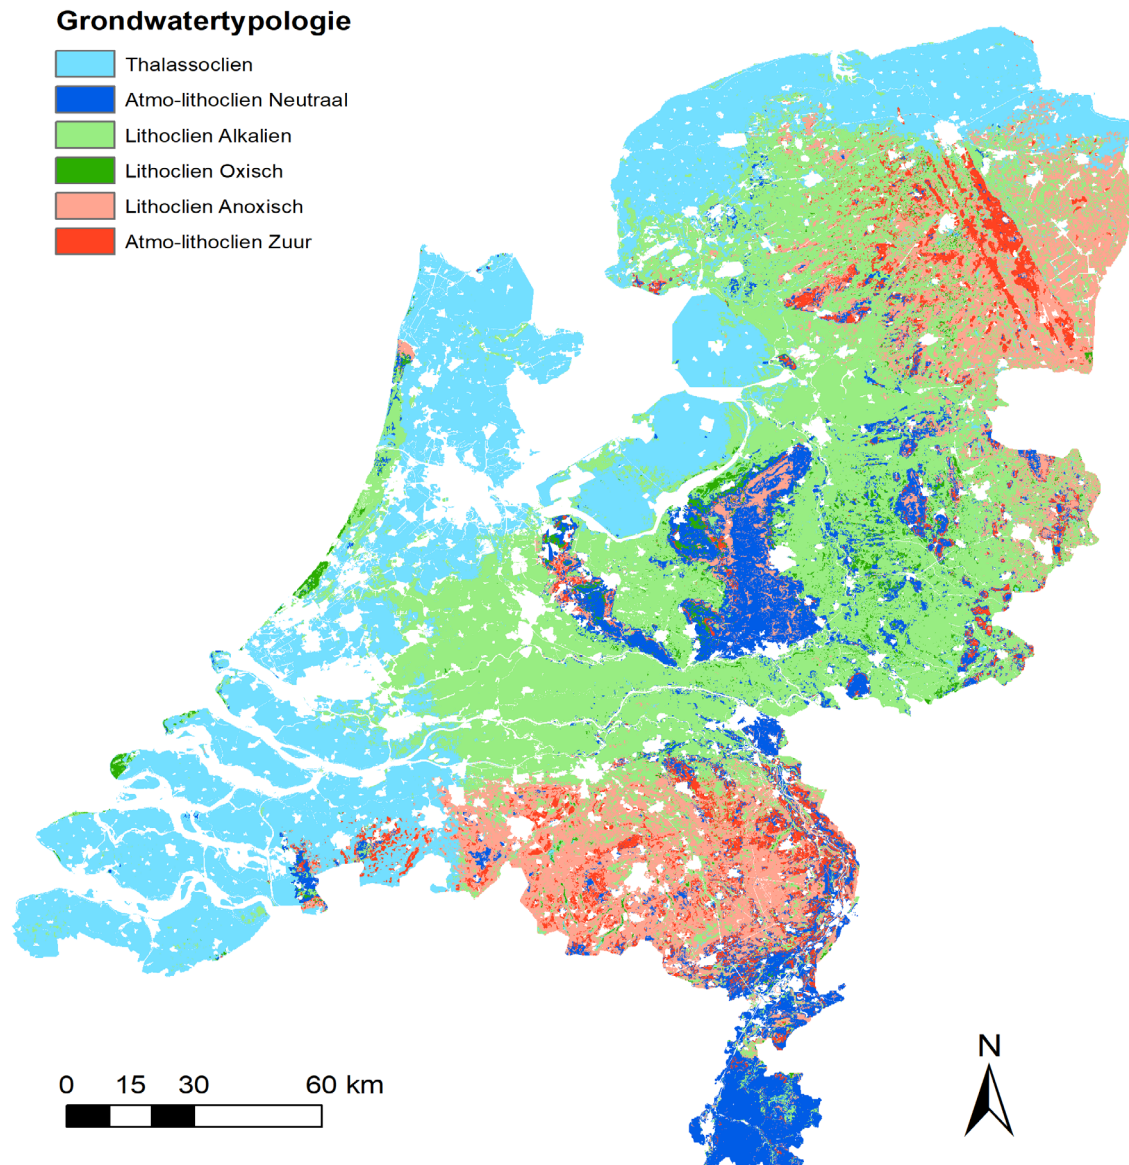 Grondwatertypologie
Thalassoclien
Atmo-lithoclien Neutraal
Lithoclien Alkalien
Lithoclien Oxisch
Lithoclien Anoxisch
Atmo-lithoclien Zuur
0 15 30 60 km
N